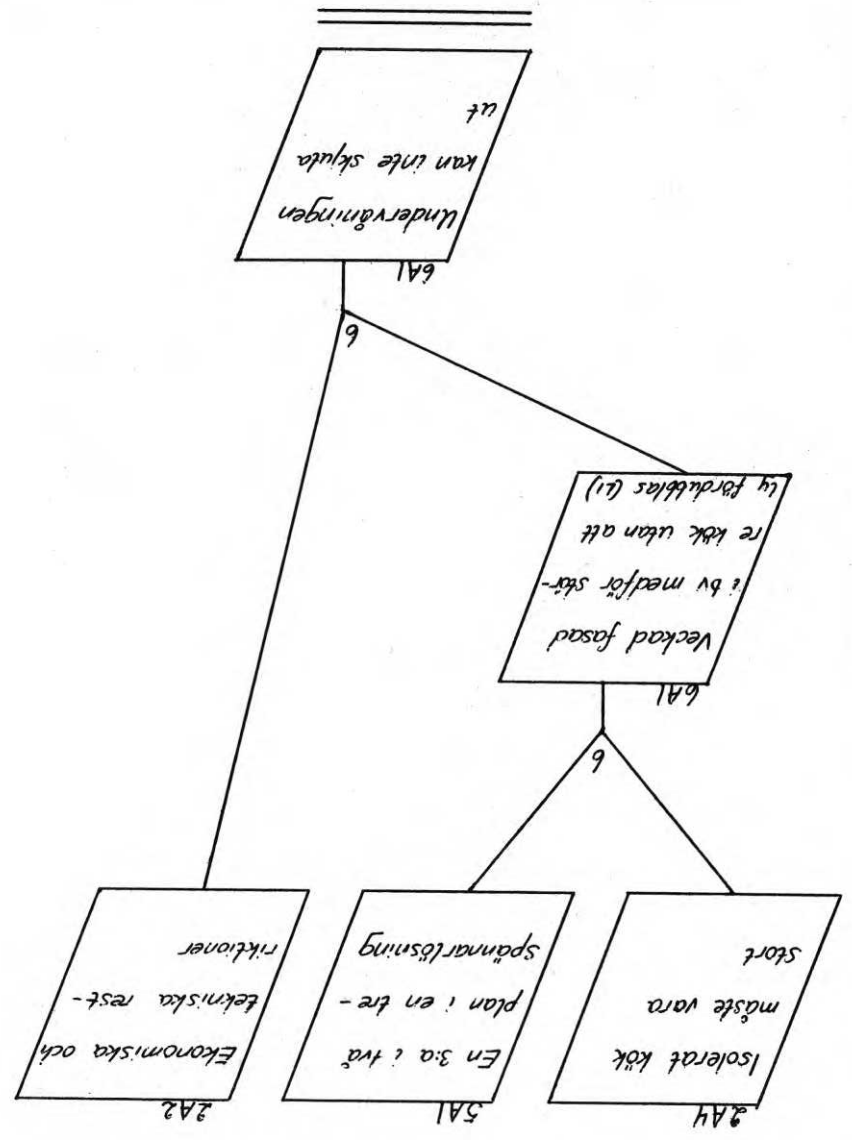 2A4
Isolerat kök
måste vara
stort
5A1
En 3:a i två
plan i en tre-
spännarlösning
2A2
Ekonomiska och
tekniska rest-
riktioner
6
6A1
Veckad fasad
i bv medför stör-
re kök utan att
Ly fördubblas (L1)
6
6A1
Undervåningen
kan inte skjuta
ut